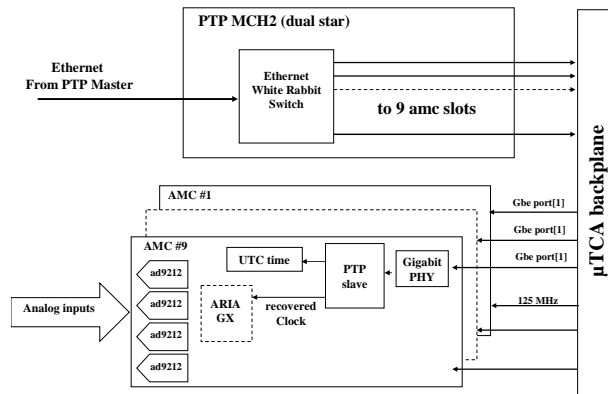 PTP MCH2 (dual star)
Ethernet
From PTP Master
Ethernet
White Rabbit
Switch
to 9 amc slots
µTCA backplane
AMC #1
Gbe port[1]
Gbe port[1]
Gbe port[1]
125 MHz
AMC #9
UTC time
PTP
slave
Gigabit
PHY
ad9212
ad9212
ad9212
ad9212
ARIA
GX
recovered
Clock
Analog inputs